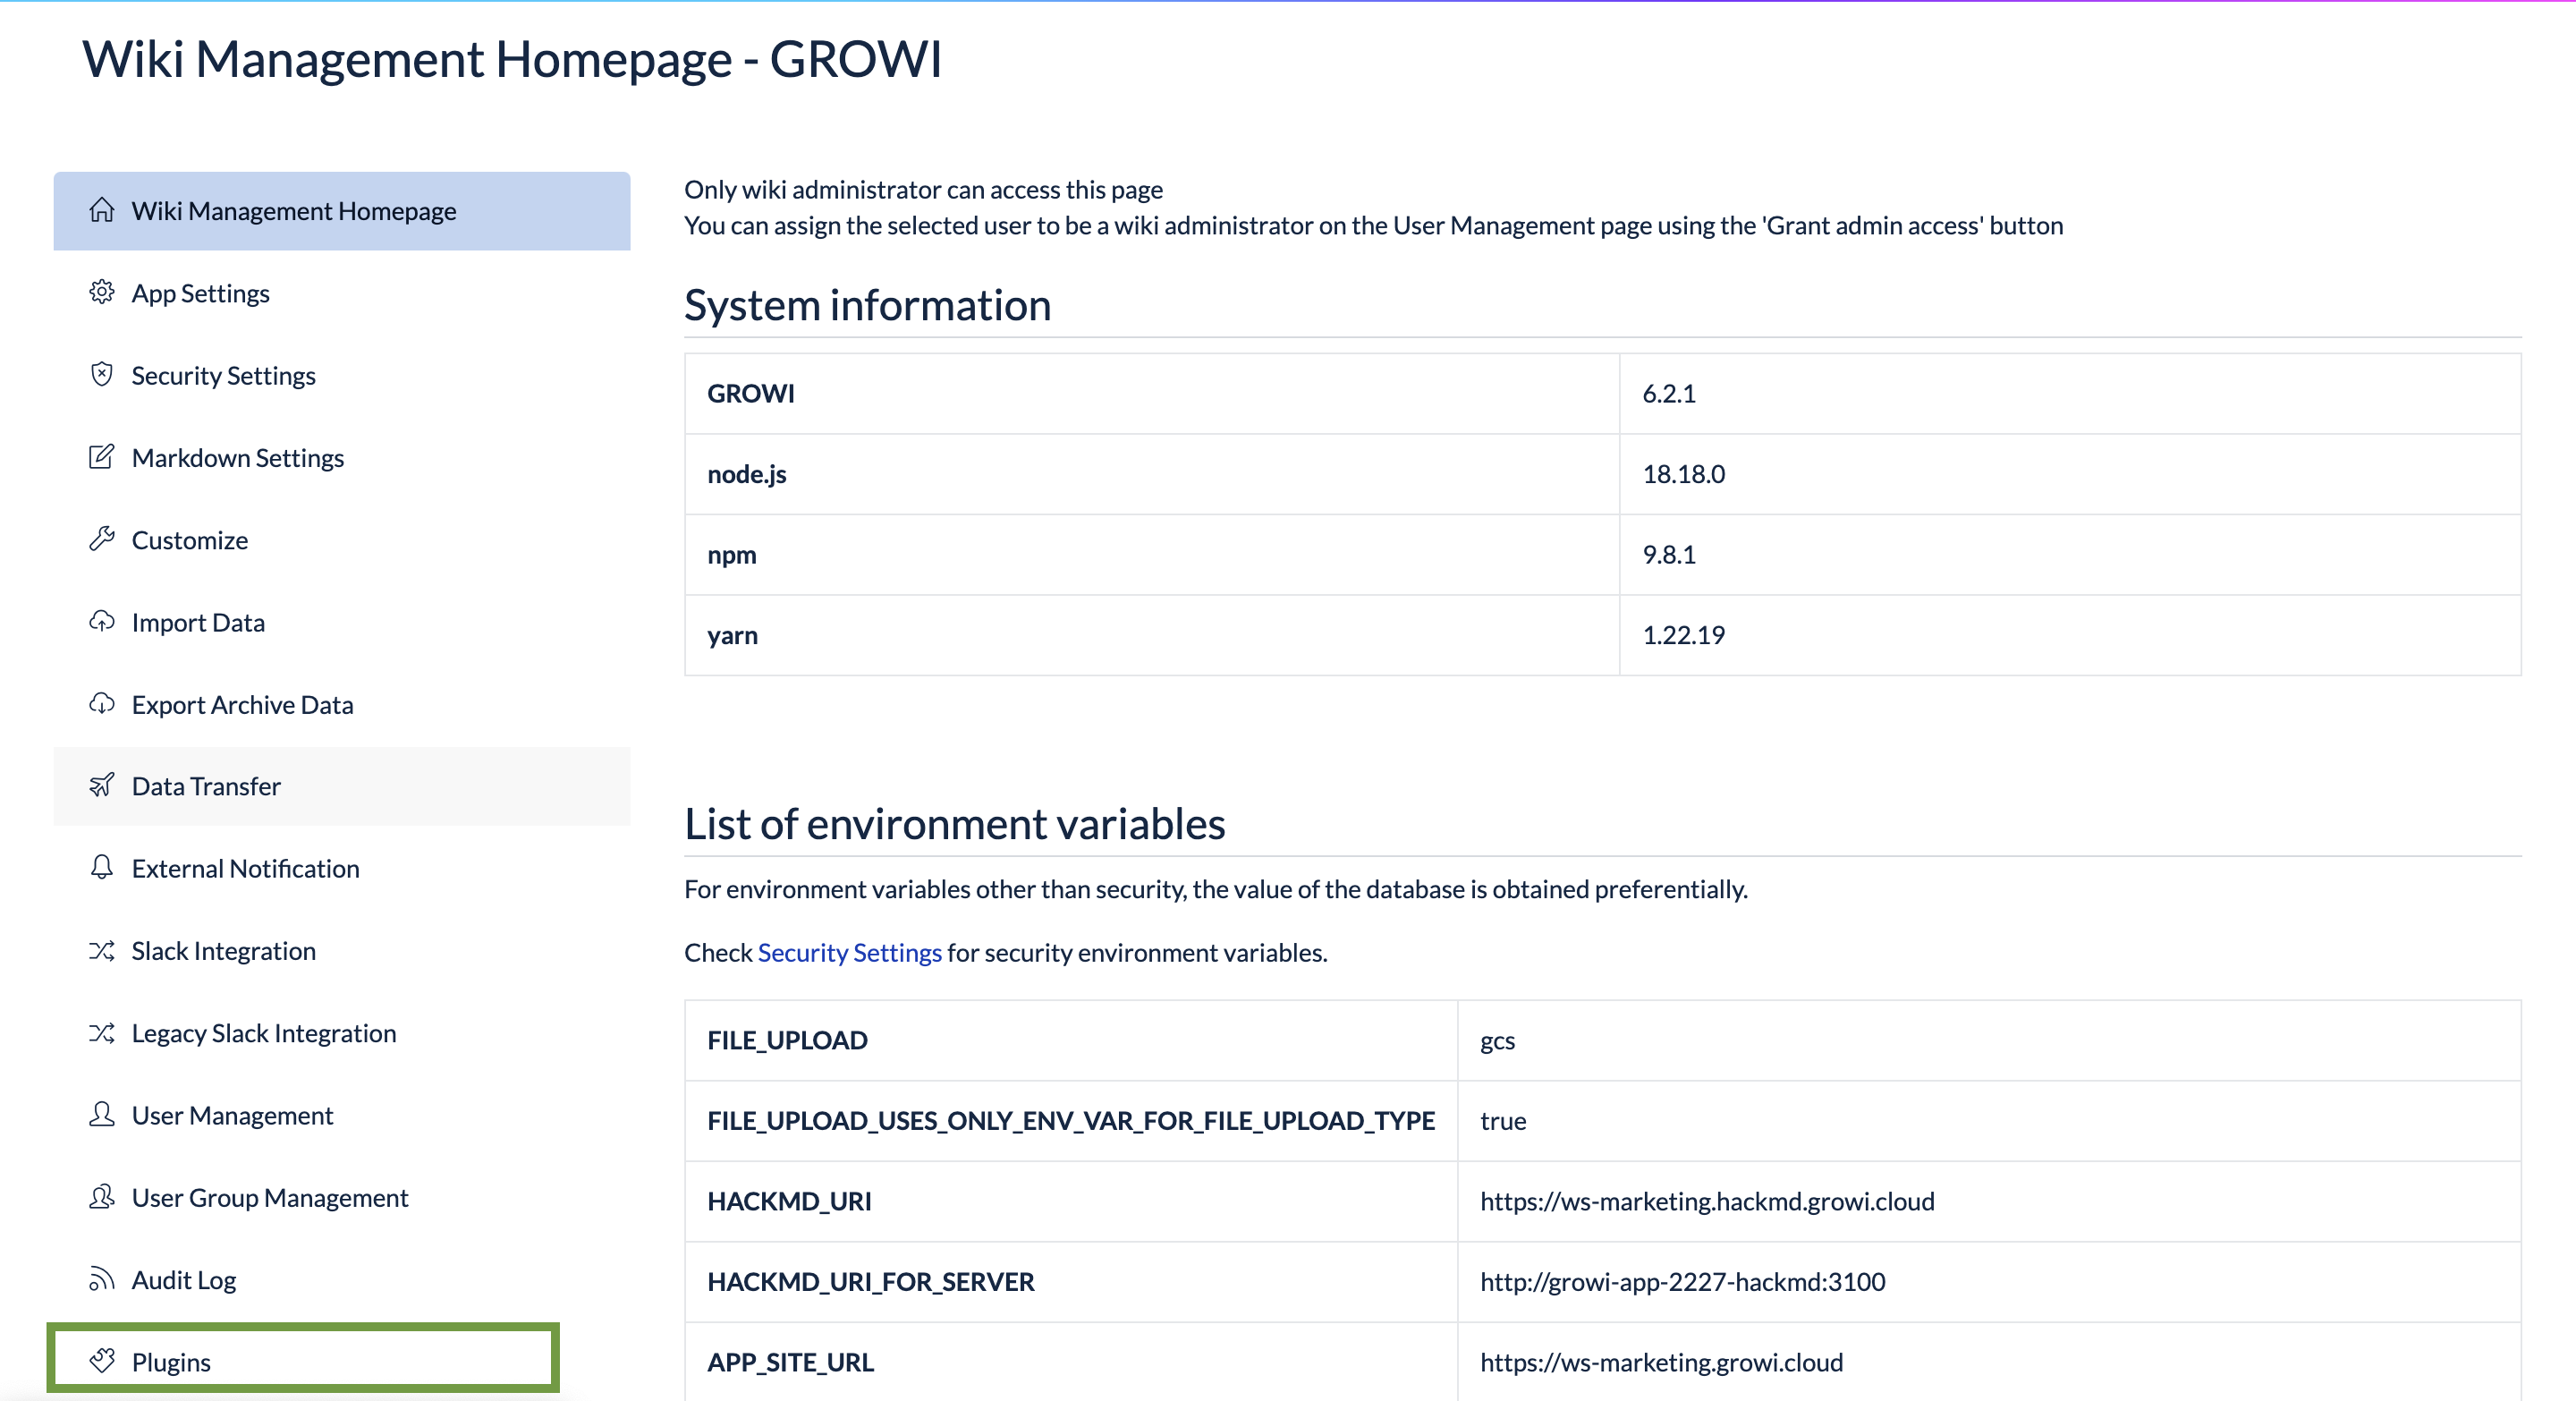 Wiki Management Homepage - GROWI
Wiki Management Homepage
App Settings
Security Settings
Markdown Settings
Customize
Import Data
Export Archive Data
Data Transfer
External Notification
Slack Integration
Legacy Slack Integration
User Management
User Group Management
Audit Log
Plugins
Only wiki administrator can access this page
You can assign the selected user to be a wiki administrator on the User Management page using the 'Grant admin access' button
System information
GROWI 6.2.1
node.js 18.18.0
npm 9.8.1
yarn 1.22.19
List of environment variables
For environment variables other than security, the value of the database is obtained preferentially.
Check Security Settings for security environment variables.
FILE_UPLOAD gcs
FILE_UPLOAD_USES_ONLY_ENV_VAR_FOR_FILE_UPLOAD_TYPE true
HACKMD_URI https://ws-marketing.hackmd.growi.cloud
HACKMD_URI_FOR_SERVER http://growi-app-2227-hackmd:3100
APP_SITE_URL https://ws-marketing.growi.cloud